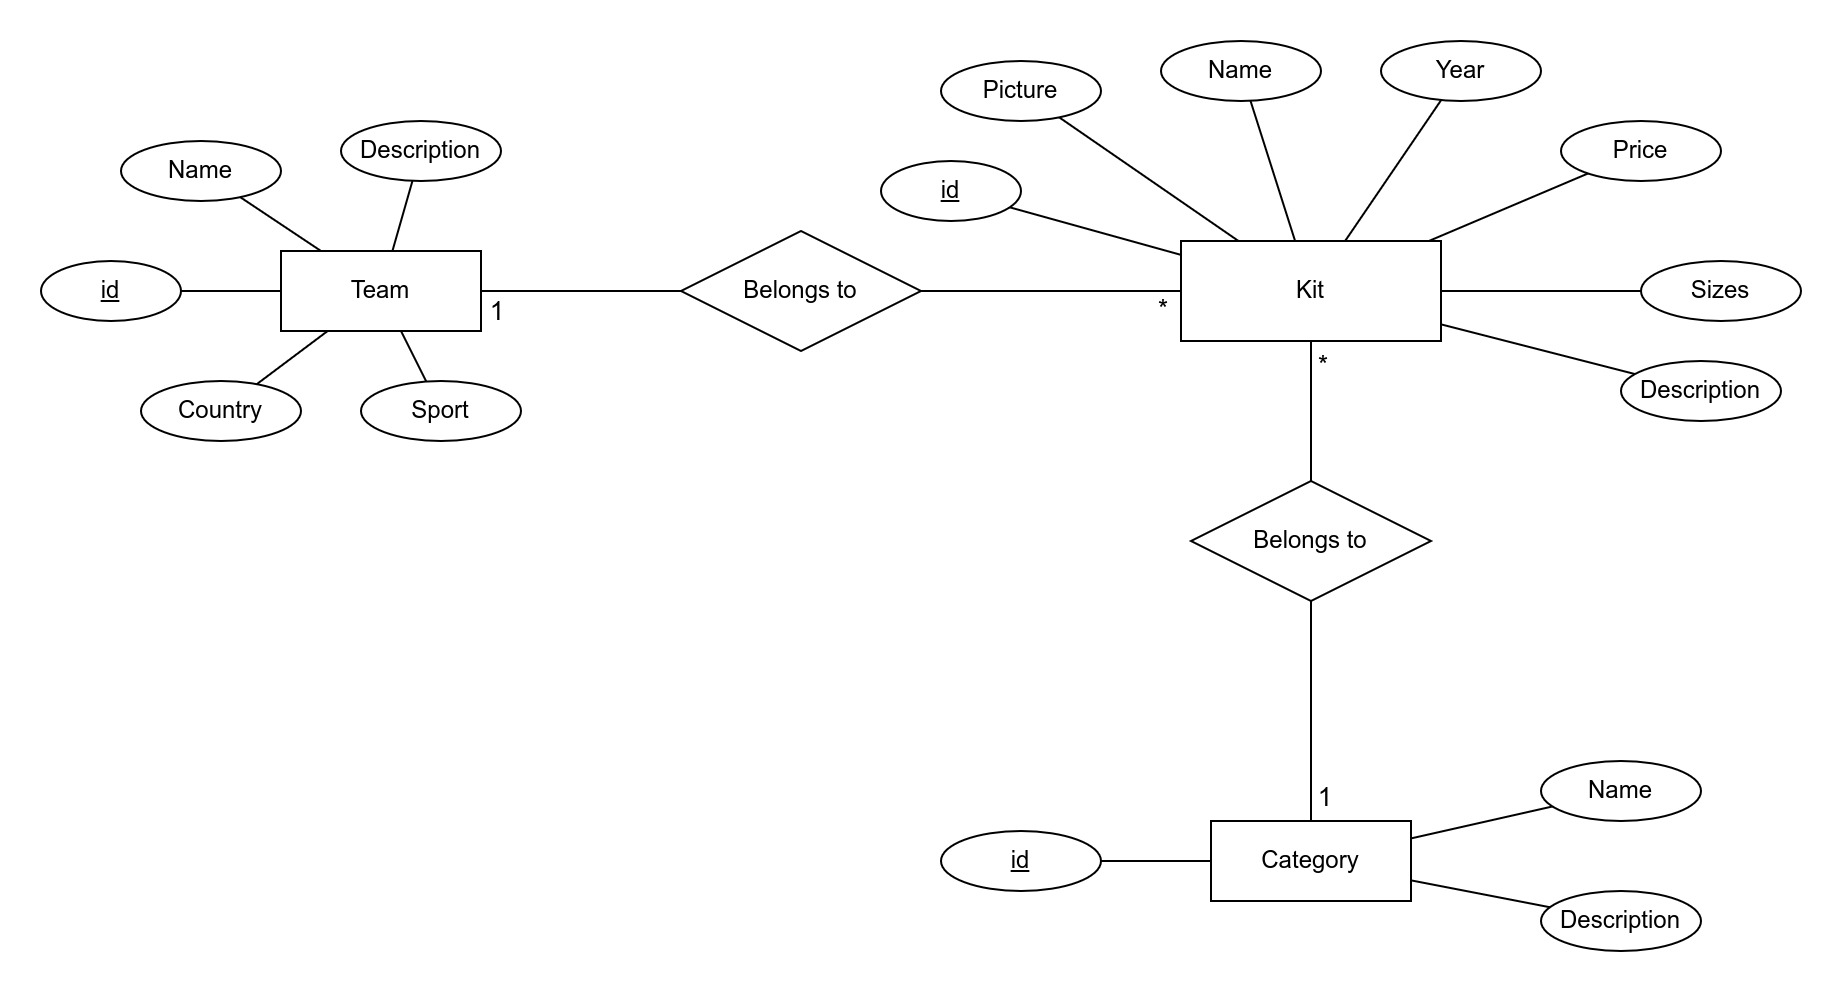 Name
Description
id
Team
1
Country
Sport
Belongs to
*
Picture
Name
Year
Price
id
Kit
Sizes
Description
*
Belongs to
1
id
Category
Name
Description